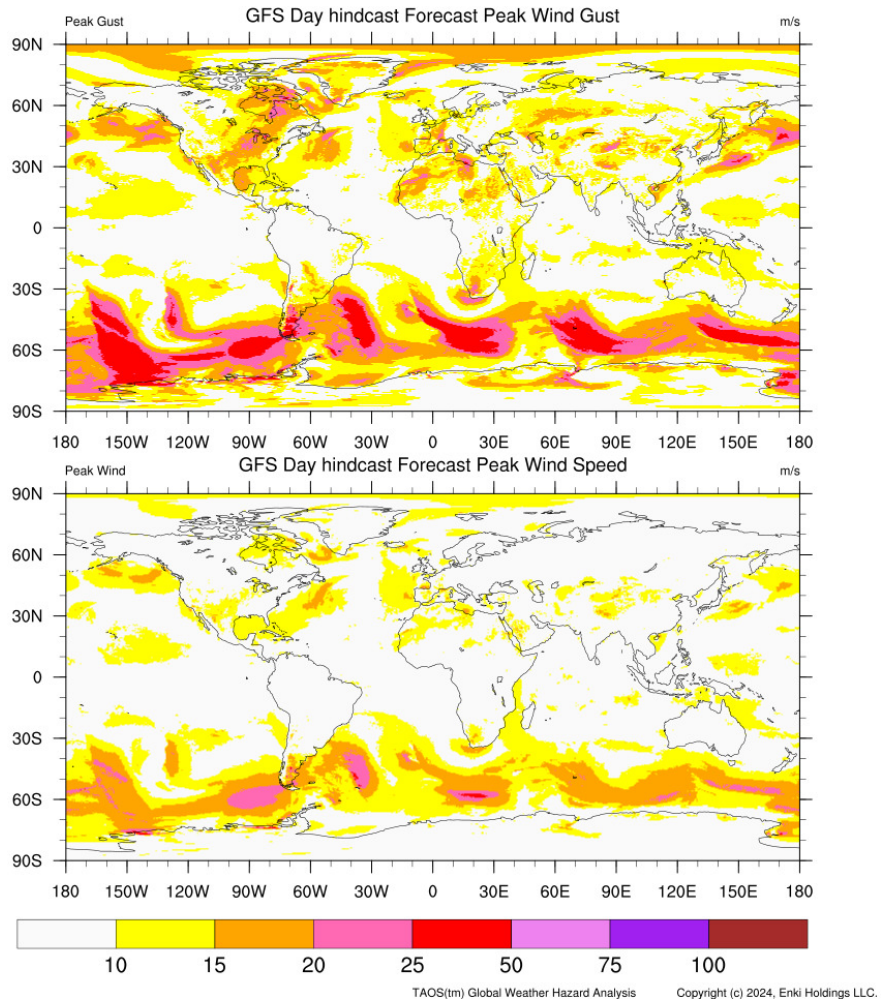 GFS Day hindcast Forecast Peak Wind Gust
Peak Gust
m/s
90N
60N
30N
0
30S
60S
90S
180 150W 120W 90W 60W 30W 0 30E 60E 90E 120E 150E 180
GFS Day hindcast Forecast Peak Wind Speed
Peak Wind
m/s
90N
60N
30N
0
30S
60S
90S
180 150W 120W 90W 60W 30W 0 30E 60E 90E 120E 150E 180
10 15 20 25 50 75 100
TAOS(tm) Global Weather Hazard Analysis Copyright (c) 2024, Enki Holdings LLC.